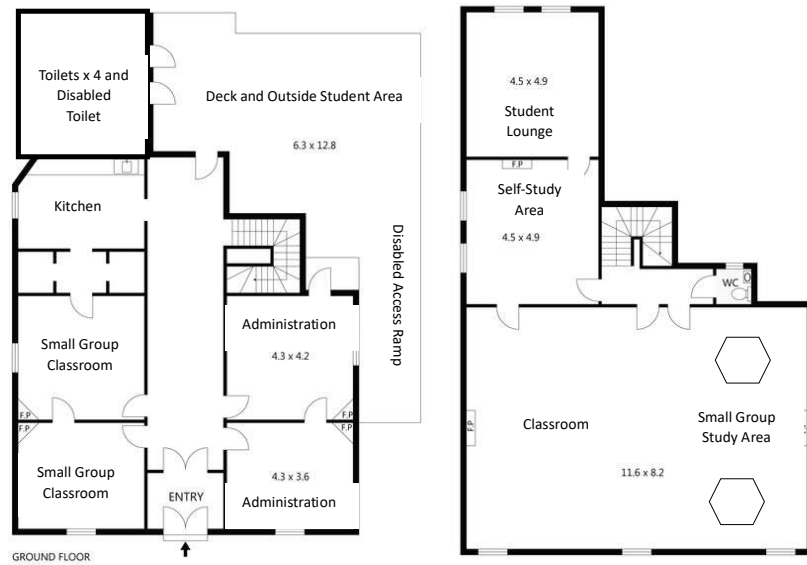 Toilets x 4 and
Disabled
Toilet
Deck and Outside Student Area
6.3 x 12.8
Kitchen
Disabled Access Ramp
Small Group
Classroom
F.P
Administration
4.3 x 4.2
F.P
F.P
F.P
Small Group
Classroom
ENTRY
4.3 x 3.6
Administration
GROUND FLOOR
4.5 x 4.9
Student
Lounge
F.P
Self-Study
Area
4.5 x 4.9
WC
Classroom
F.P
Small Group
Study Area
11.6 x 8.2